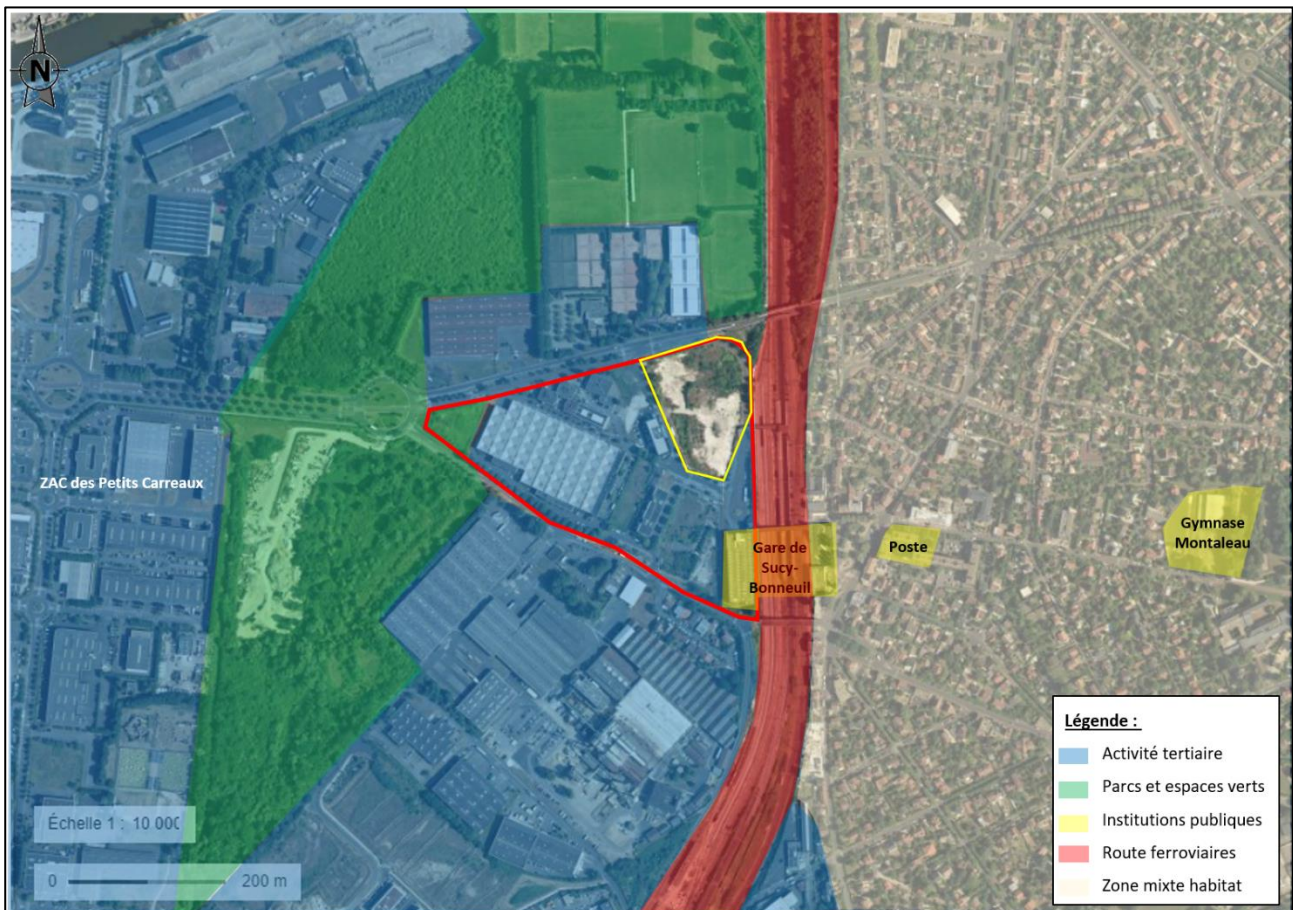 N
ZAC des Petits Carreaux
Gare de
Sucy-
Bonneuil
Poste
Gymnase
Montaleau
Échelle 1 : 10 000
0
200 m
Légende :
Activité tertiaire
Parcs et espaces verts
Institutions publiques
Route ferroviaires
Zone mixte habitat